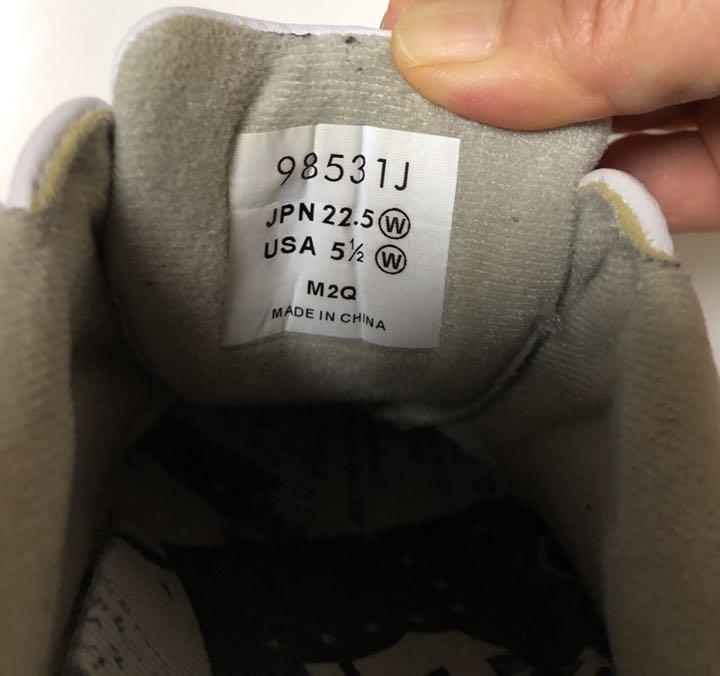 98531J
JPN 22.5 Ⓦ
USA 5½ Ⓦ
M2Q
MADE IN CHINA